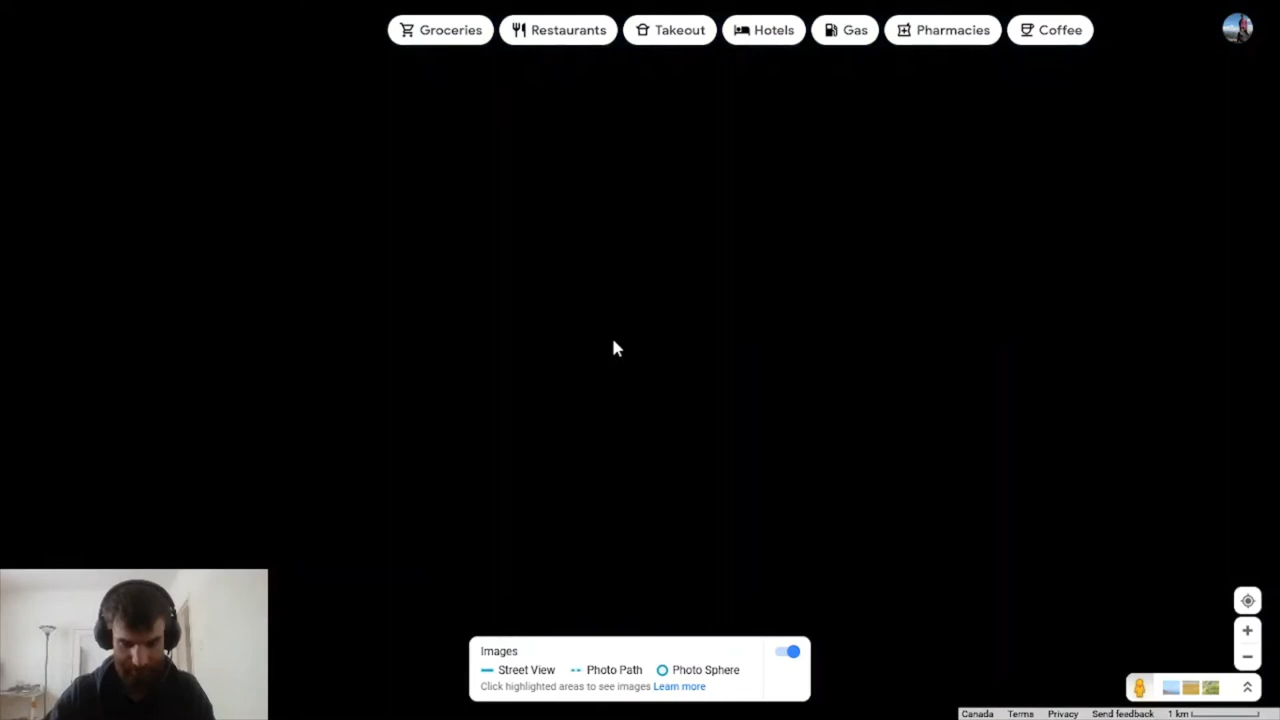 Groceries
Restaurants
Takeout
Hotels
Gas
Pharmacies
Coffee
Images
Street View
Photo Path
Photo Sphere
Click highlighted areas to see images Learn more
Canada Terms Privacy Send feedback 1 km